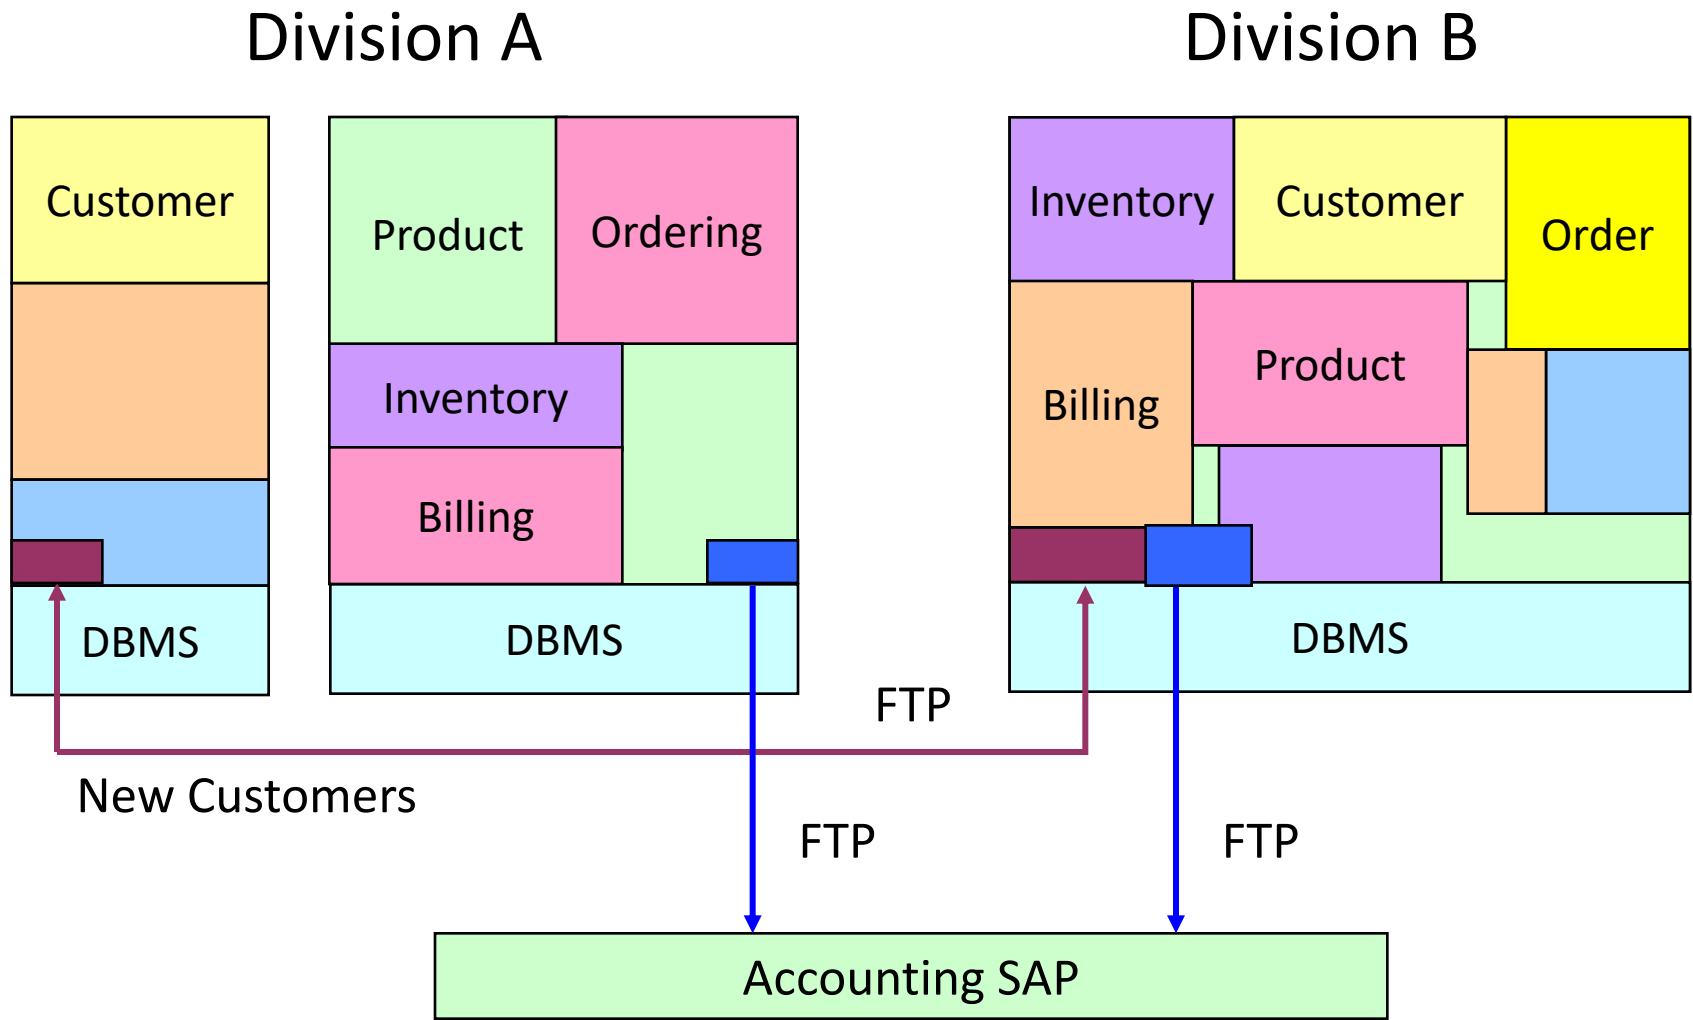 Division A
Division B
Customer
Product
Ordering
Inventory
Billing
DBMS
DBMS
Inventory
Customer
Order
Billing
Product
DBMS
FTP
New Customers
FTP
FTP
Accounting SAP